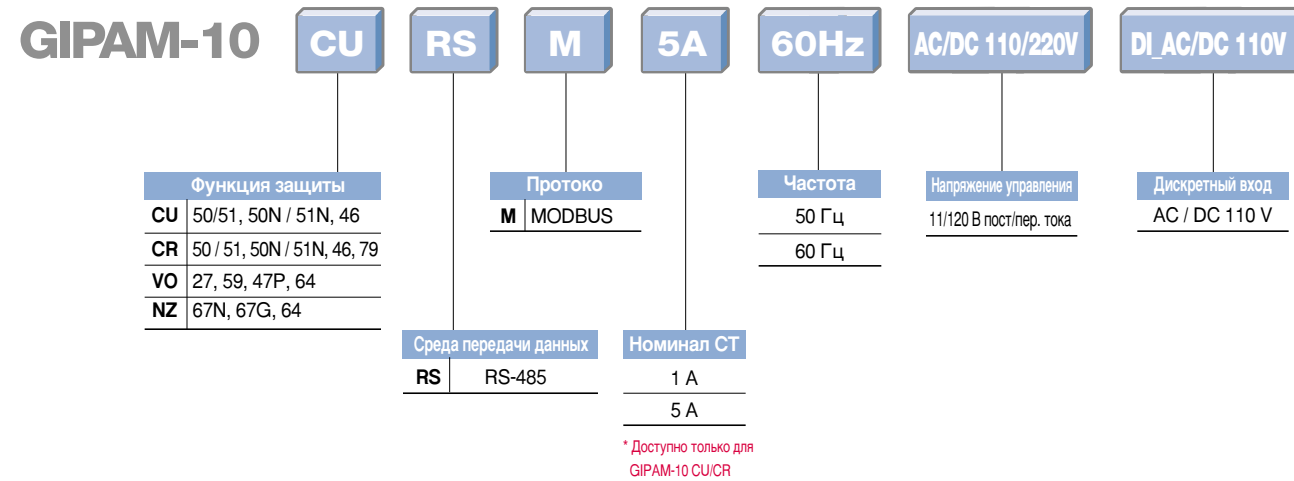 GIPAM-10 CU RS M 5A 60Hz AC/DC 110/220V DI_AC/DC 110V
Функция защиты
CU 50/51, 50N / 51N, 46
CR 50 / 51, 50N / 51N, 46, 79
VO 27, 59, 47P, 64
NZ 67N, 67G, 64
Среда передачи данных
RS RS-485
Протоко
M MODBUS
Номинал СТ
1 А
5 А
* Доступно только для
GIPAM-10 CU/CR
Частота
50 Гц
60 Гц
Напряжение управления
11/120 В пост/пер. тока
Дискретный вход
AC / DC 110 V